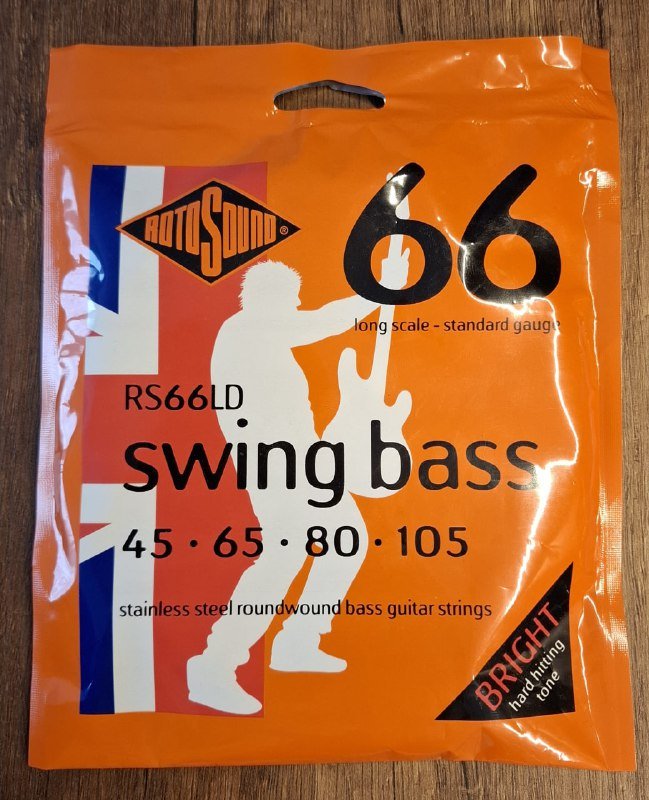 ROTOSOUND®
66
long scale - standard gauge
RS66LD
swing bass
45 • 65 • 80 • 105
stainless steel roundwound bass guitar strings
BRIGHT
hard hitting
tone